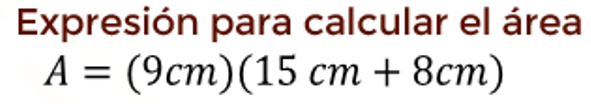 Expresión para calcular el área
A = (9cm)(15 cm + 8cm)